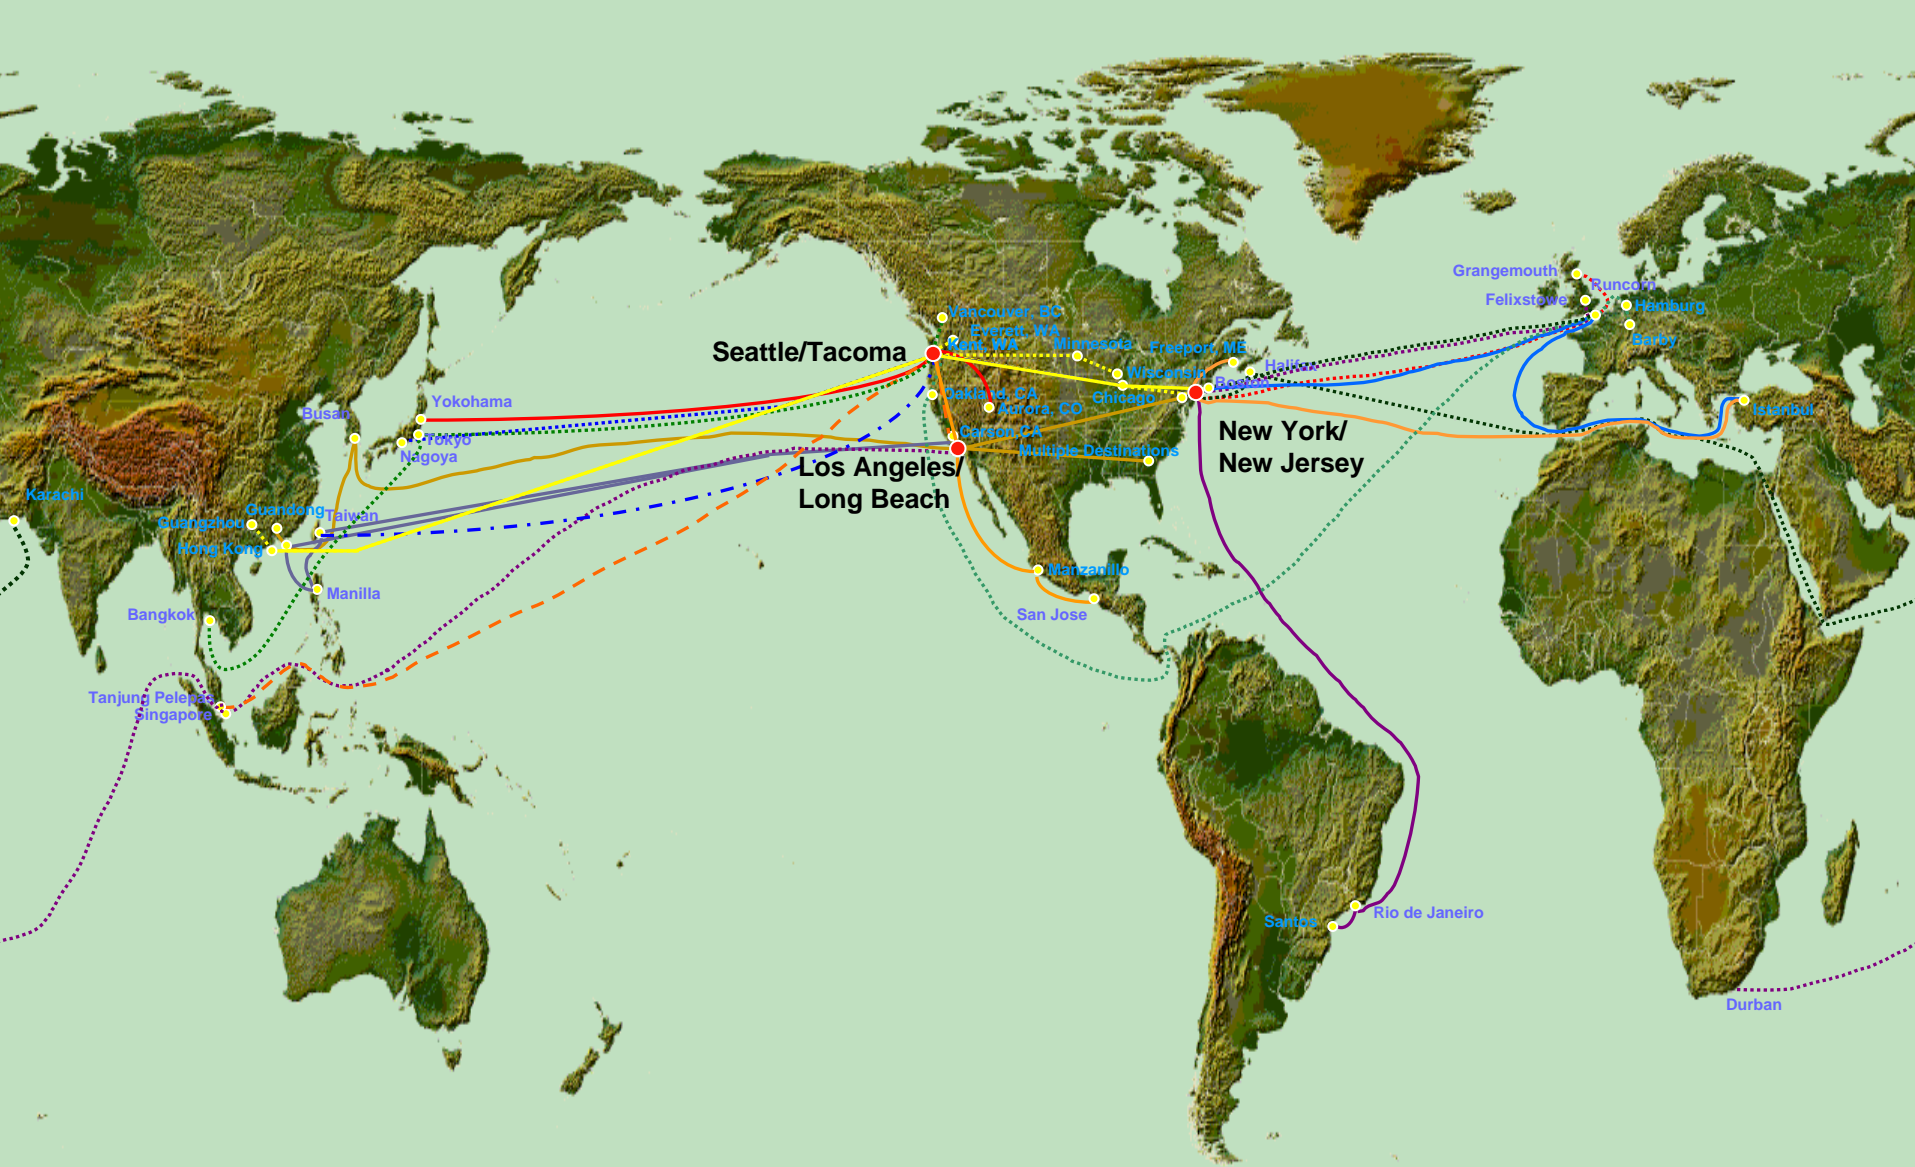 Grangemouth
Runcorn
Felixstowe
Hamburg
Vancouver, BC
Everett, WA
Kent, WA
Minnesota
Freeport, ME
Barby
Seattle/Tacoma
Halifax
Wisconsin
Boston
Oakland, CA
Chicago
Aurora, CO
Yokohama
Busan
Istanbul
Tokyo
Nagoya
Carson,CA
New York/
New Jersey
Multiple Destinations
Los Angeles/
Long Beach
Karachi
Guandong
Guangzhou
Taiwan
Hong Kong
Manzanillo
Manilla
Bangkok
San Jose
Tanjung Pelepas
Singapore
Rio de Janeiro
Santos
Durban